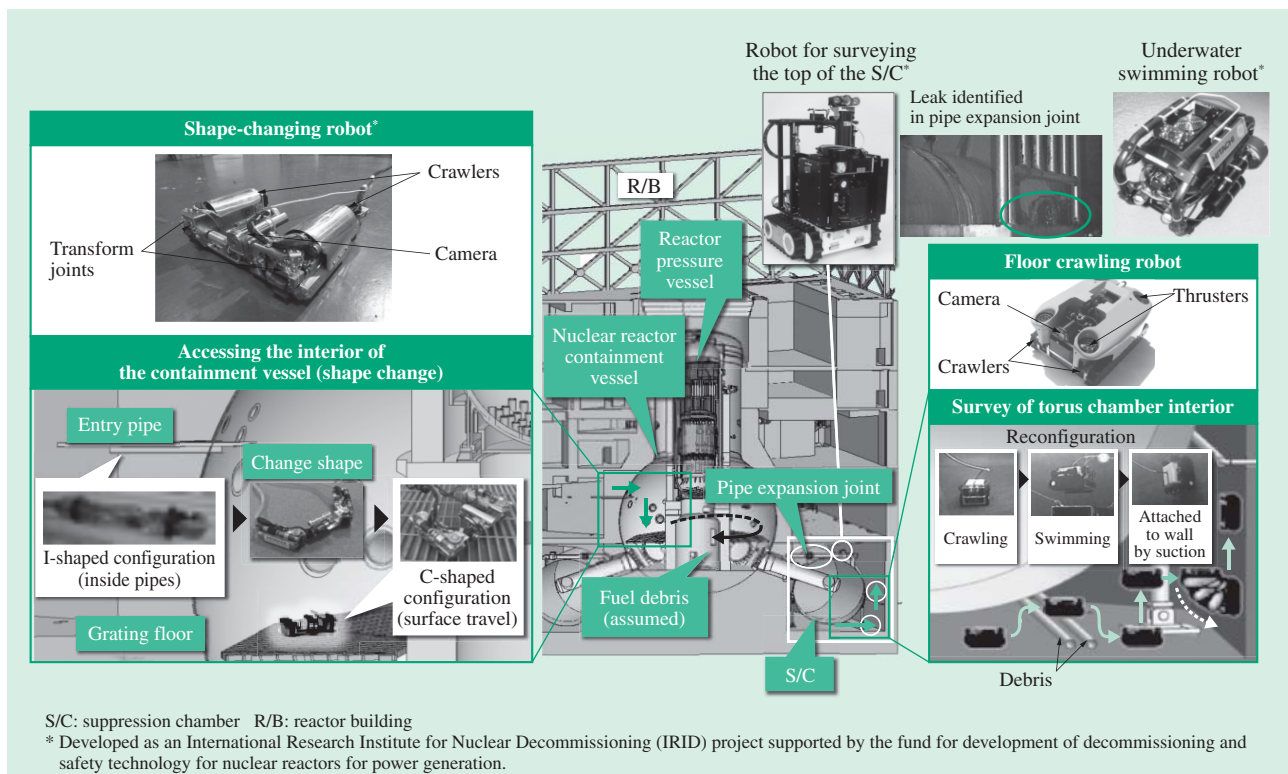 Robot for surveying
the top of the S/C*
Underwater
swimming robot*
Leak identified
in pipe expansion joint
Shape-changing robot*
Crawlers
Transform
joints
Camera
R/B
Reactor
pressure
vessel
Nuclear reactor
containment
vessel
Floor crawling robot
Camera
Thrusters
Crawlers
Accessing the interior of
the containment vessel (shape change)
Entry pipe
Change shape
I-shaped configuration
(inside pipes)
C-shaped
configuration
(surface travel)
Grating floor
Pipe expansion joint
Fuel debris
(assumed)
S/C
Survey of torus chamber interior
Reconfiguration
Crawling
Swimming
Attached
to wall
by suction
Debris
S/C: suppression chamber R/B: reactor building
* Developed as an International Research Institute for Nuclear Decommissioning (IRID) project supported by the fund for development of decommissioning and
safety technology for nuclear reactors for power generation.